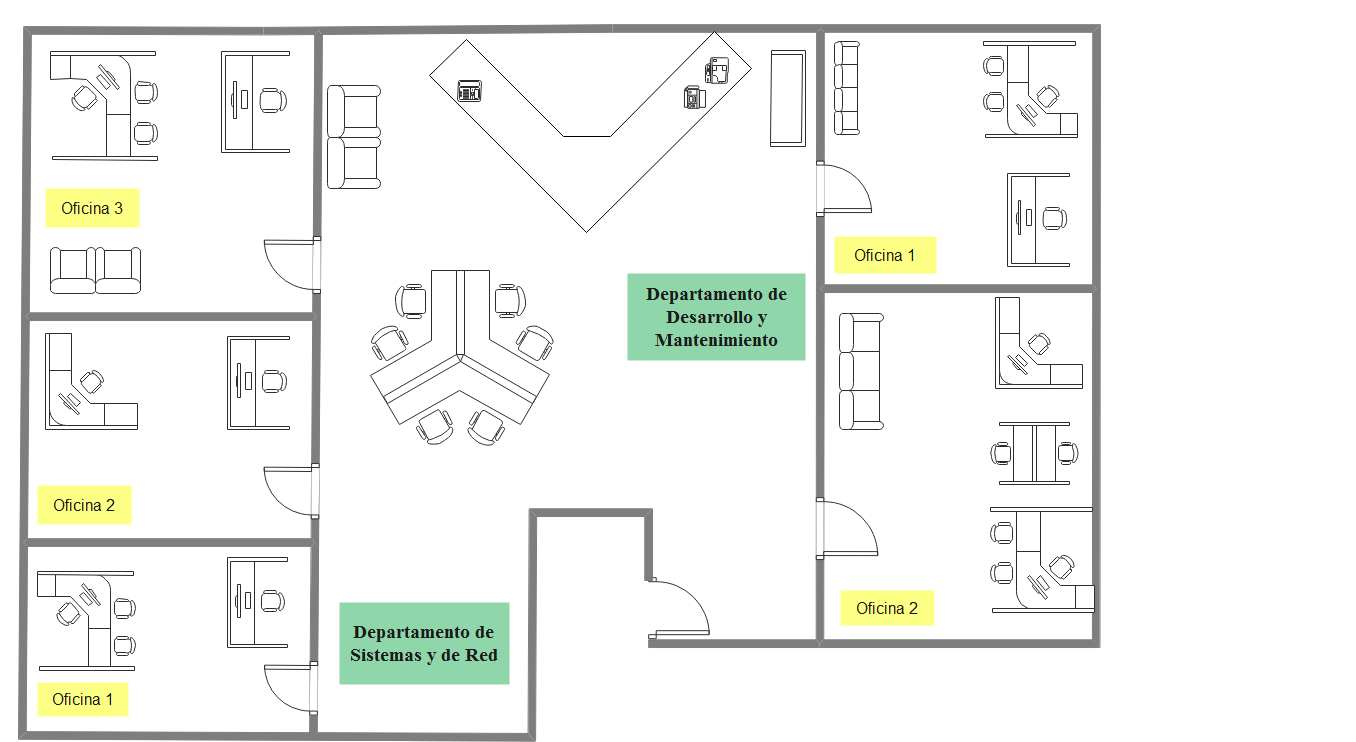 Oficina 3
Oficina 1
Departamento de
Desarrollo y
Mantenimiento
Oficina 2
Oficina 2
Departamento de
Sistemas y de Red
Oficina 1